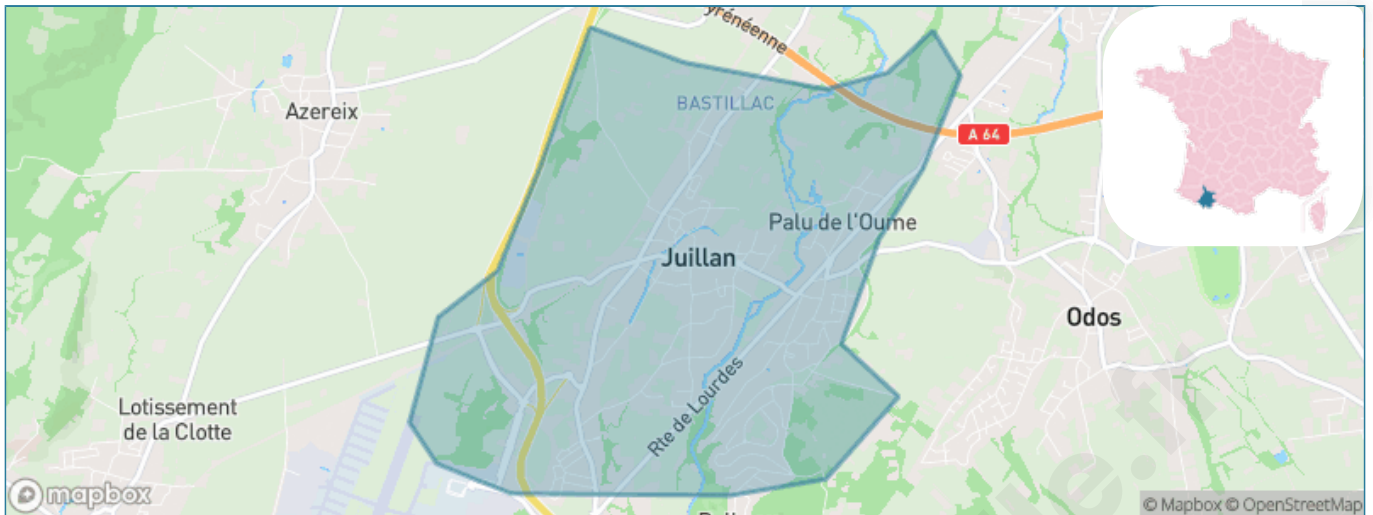 Pyrénéenne
Azereix
BASTILLAC
A 64
Palu de l'Oume
Juillan
Odos
Rte de Lourdes
Lotissement
de la Clotte
mapbox
© Mapbox © OpenStreetMap